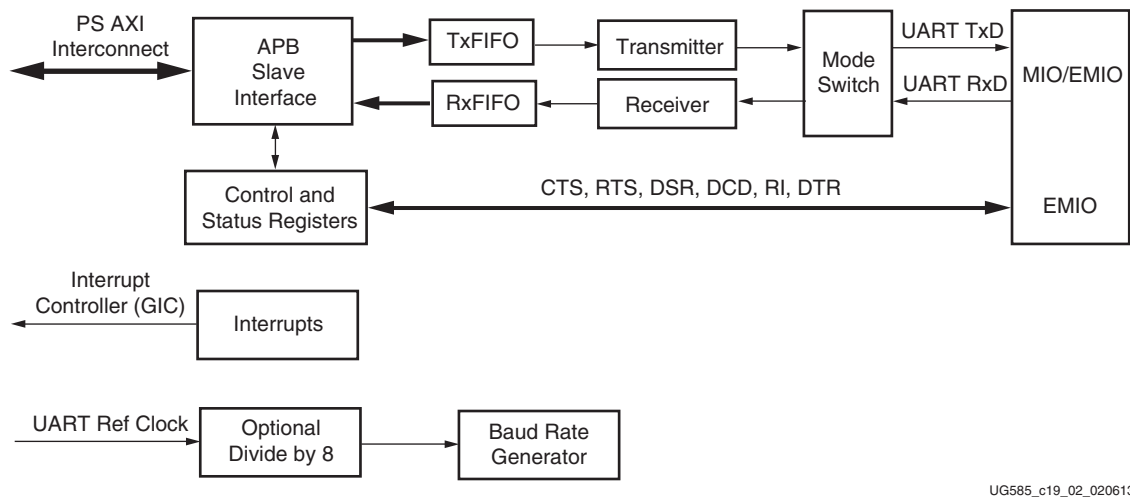 PS AXI
Interconnect
APB
Slave
Interface
TxFIFO
Transmitter
Mode
Switch
UART TxD
MIO/EMIO
RxFIFO
Receiver
UART RxD
Control and
Status Registers
CTS, RTS, DSR, DCD, RI, DTR
EMIO
Interrupt
Controller (GIC)
Interrupts
UART Ref Clock
Optional
Divide by 8
Baud Rate
Generator
UG585_c19_02_020613